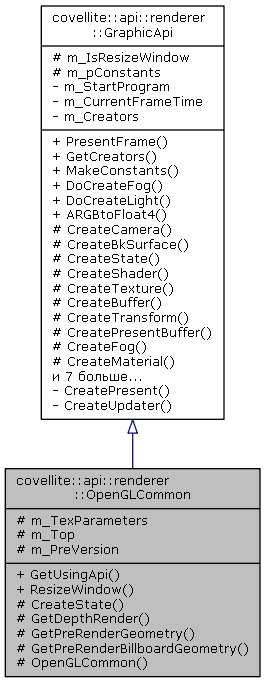 covellite::api::renderer
::GraphicApi
# m_IsResizeWindow
# m_pConstants
- m_StartProgram
- m_CurrentFrameTime
- m_Creators
+ PresentFrame()
+ GetCreators()
+ MakeConstants()
+ DoCreateFog()
+ DoCreateLight()
+ ARGBtoFloat4()
# CreateCamera()
# CreateBkSurface()
# CreateState()
# CreateShader()
# CreateTexture()
# CreateBuffer()
# CreateTransform()
# CreatePresentBuffer()
# CreateFog()
# CreateMaterial()
и 7 больше...
- CreatePresent()
- CreateUpdater()
covellite::api::renderer
::OpenGLCommon
# m_TexParameters
# m_Top
# m_PreVersion
+ GetUsingApi()
+ ResizeWindow()
# CreateState()
# GetDepthRender()
# GetPreRenderGeometry()
# GetPreRenderBillboardGeometry()
# OpenGLCommon()